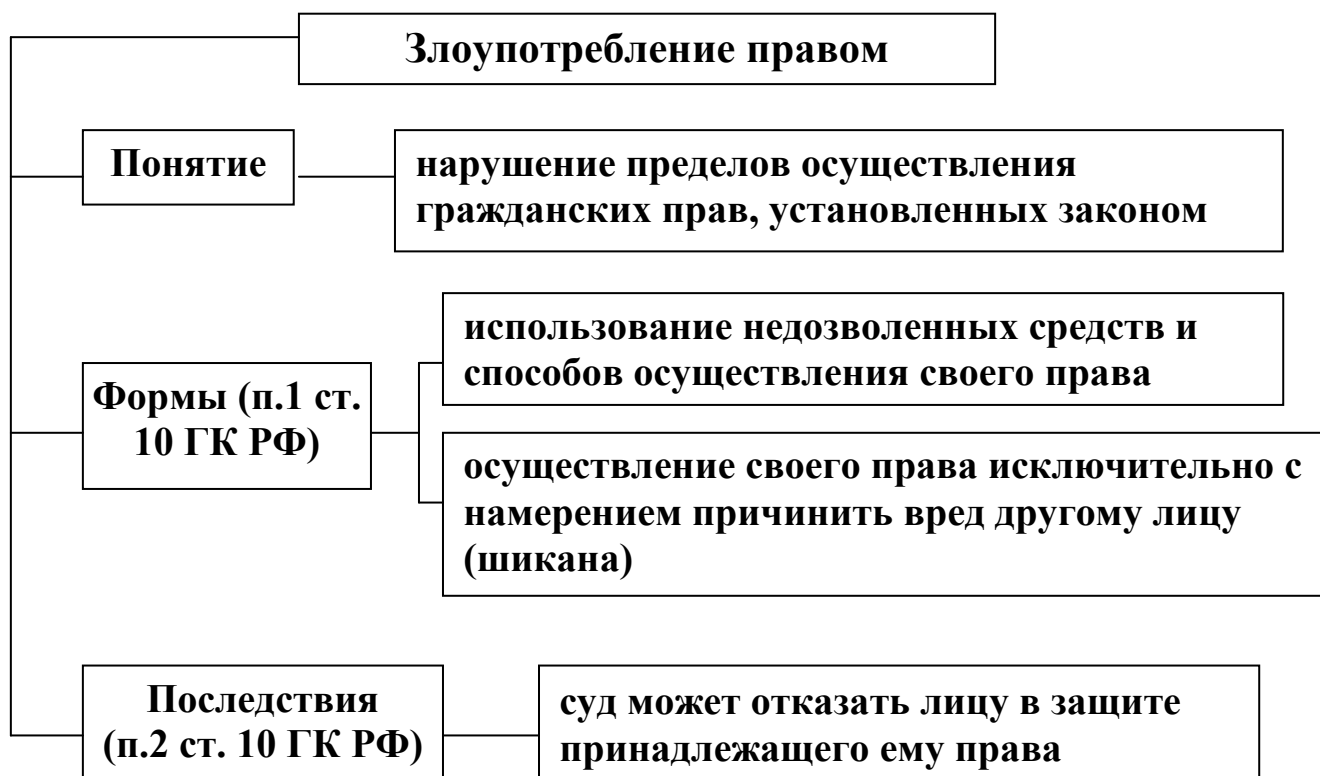 Злоупотребление правом
Понятие
нарушение пределов осуществления
гражданских прав, установленных законом
Формы (п.1 ст.
10 ГК РФ)
использование недозволенных средств и
способов осуществления своего права
осуществление своего права исключительно с
намерением причинить вред другому лицу
(шикана)
Последствия
(п.2 ст. 10 ГК РФ)
суд может отказать лицу в защите
принадлежащего ему права